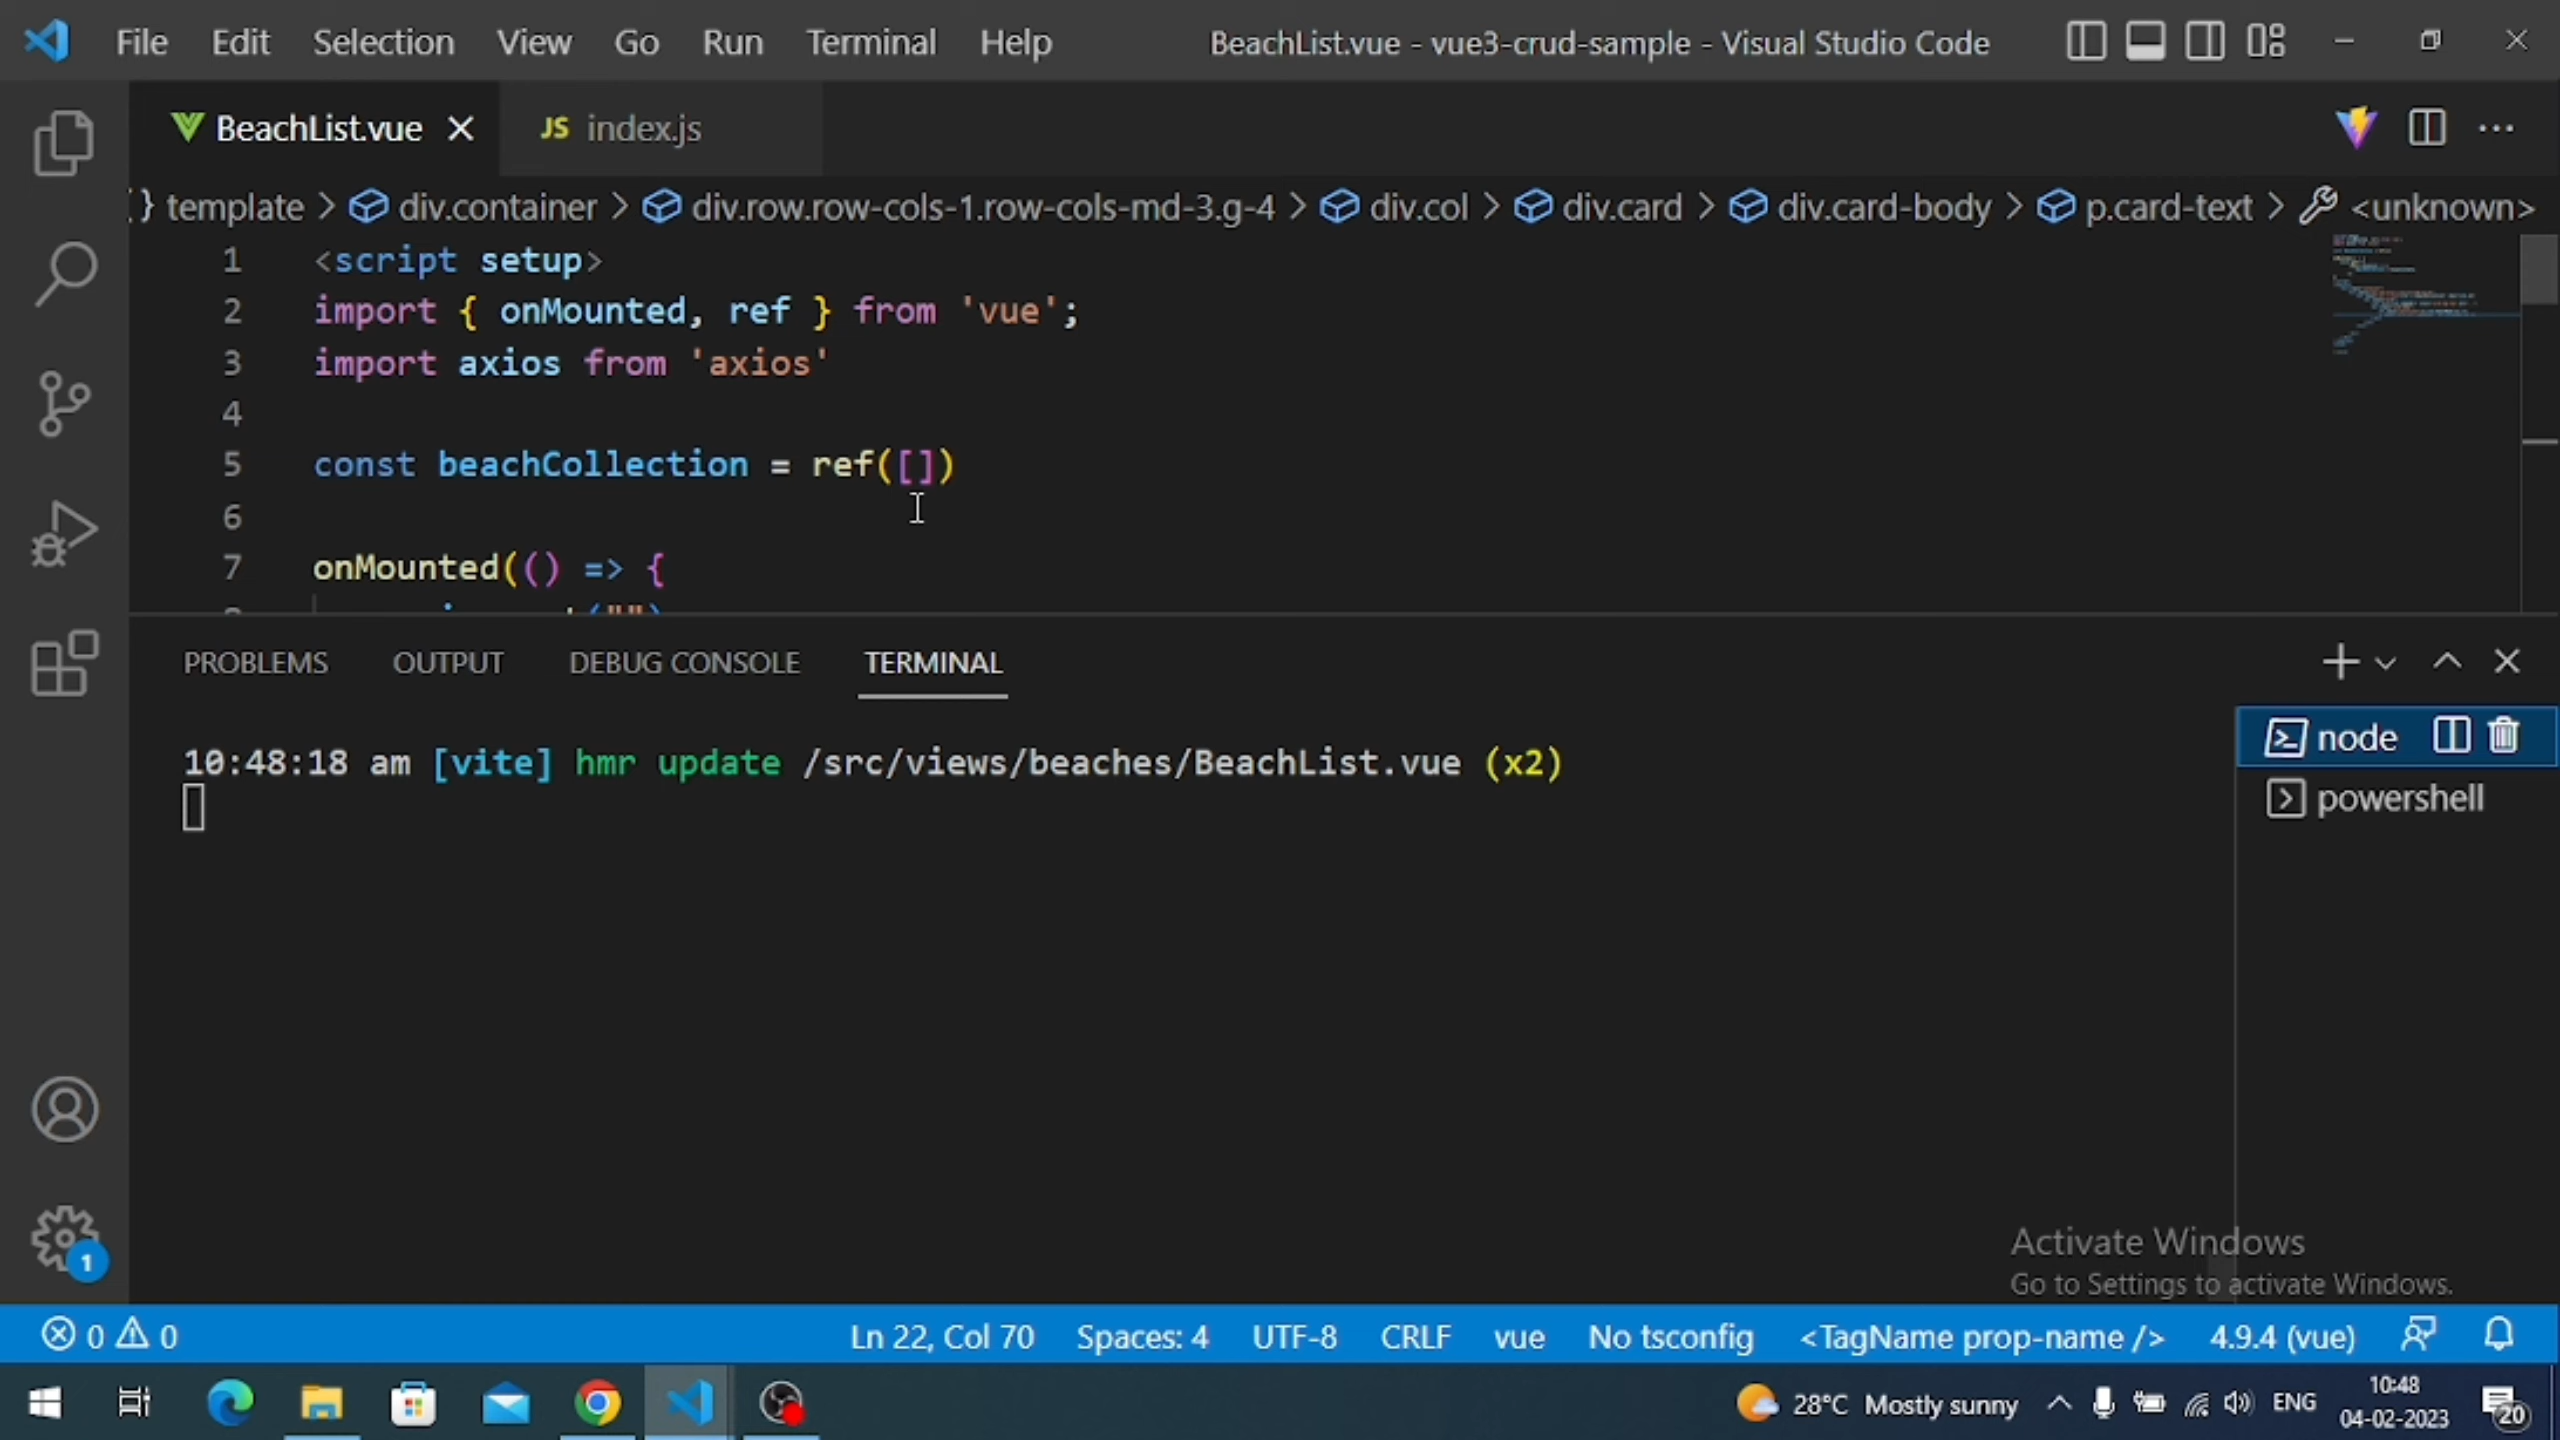 File Edit Selection View Go Run Terminal Help BeachList.vue - vue3-crud-sample - Visual Studio Code
BeachList.vue JS index.js
{} template > div.container > div.row.row-cols-1.row-cols-md-3.g-4 > div.col > div.card > div.card-body > p.card-text > <unknown>
1 <script setup>
2 import { onMounted, ref } from 'vue';
3 import axios from 'axios'
4
5 const beachCollection = ref([])
6
7 onMounted(() => {
PROBLEMS OUTPUT DEBUG CONSOLE TERMINAL
10:48:18 am [vite] hmr update /src/views/beaches/BeachList.vue (x2)
node
powershell
1
Activate Windows
Go to Settings to activate Windows.
0 0 Ln 22, Col 70 Spaces: 4 UTF-8 CRLF vue No tsconfig <TagName prop-name /> 4.9.4 (vue)
28°C Mostly sunny ENG 10:48
04-02-2023 20